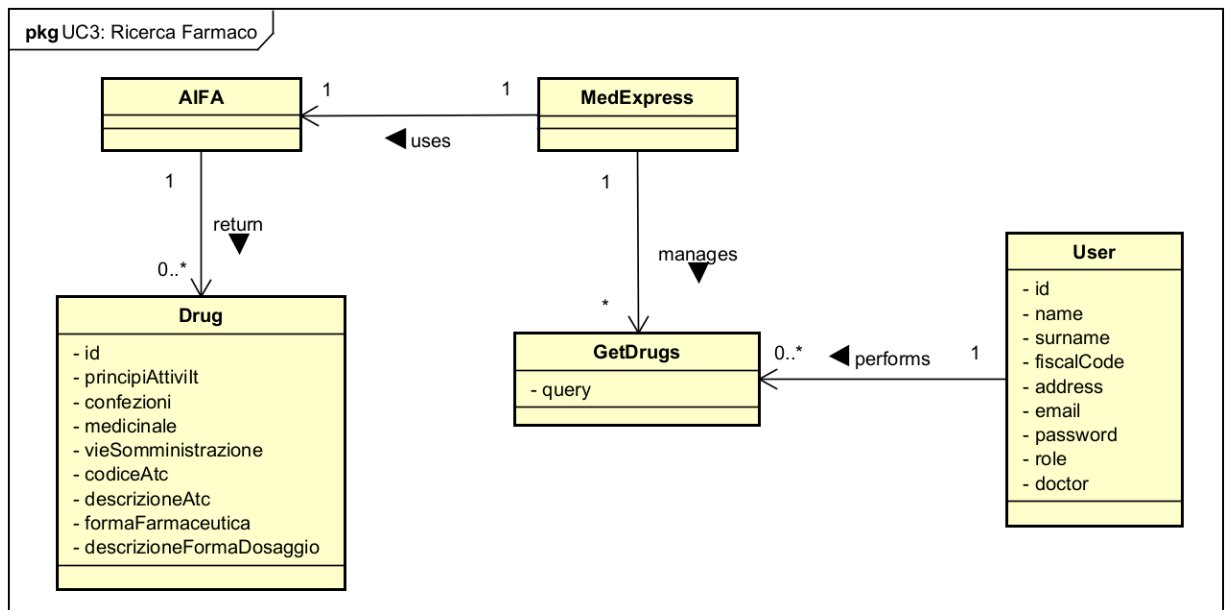 pkg UC3: Ricerca Farmaco
AIFA
1
1
MedExpress
uses
1
return
0..*
1
manages
*
Drug
- id
- principiAttiviIt
- confezioni
- medicinale
- vieSomministrazione
- codiceAtc
- descrizioneAtc
- formaFarmaceutica
- descrizioneFormaDosaggio
GetDrugs
- query
0..*
performs
1
User
- id
- name
- surname
- fiscalCode
- address
- email
- password
- role
- doctor